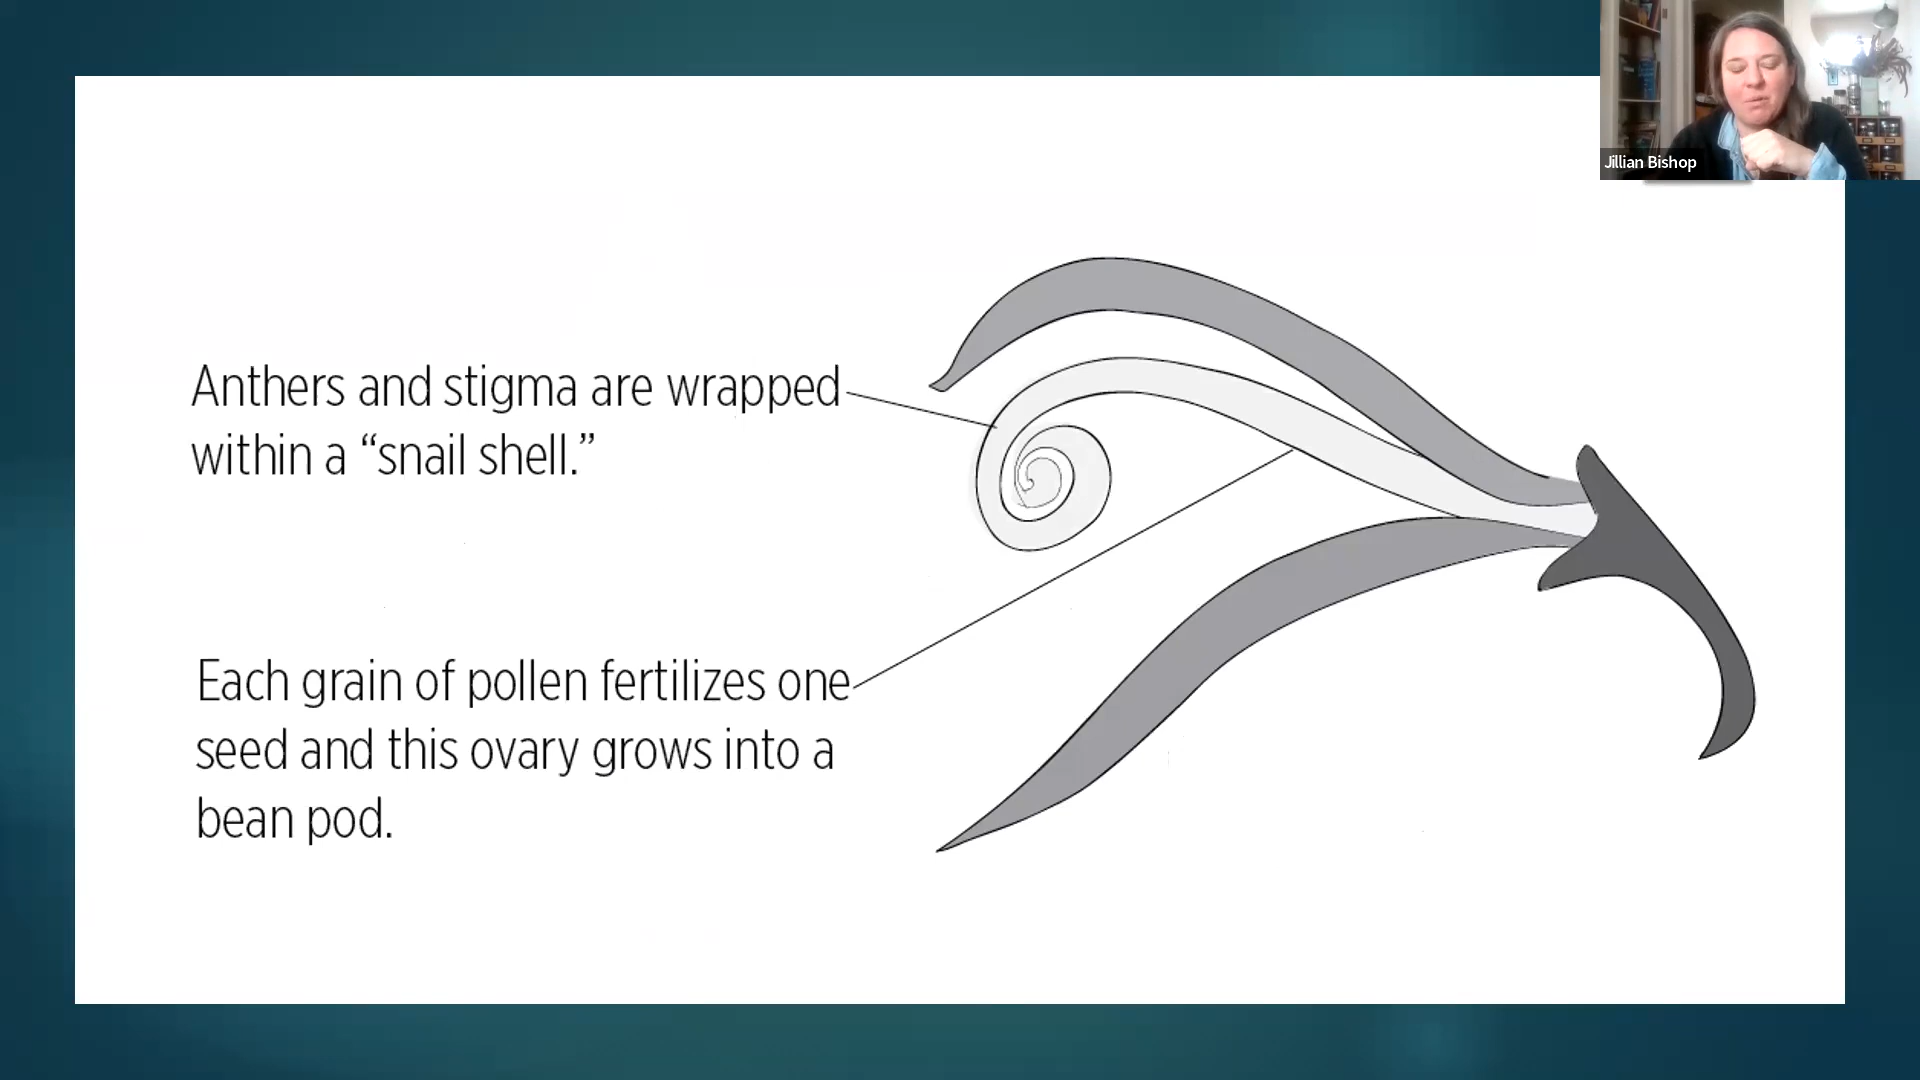 Jillian Bishop
Anthers and stigma are wrapped
within a “snail shell.”
Each grain of pollen fertilizes one
seed and this ovary grows into a
bean pod.